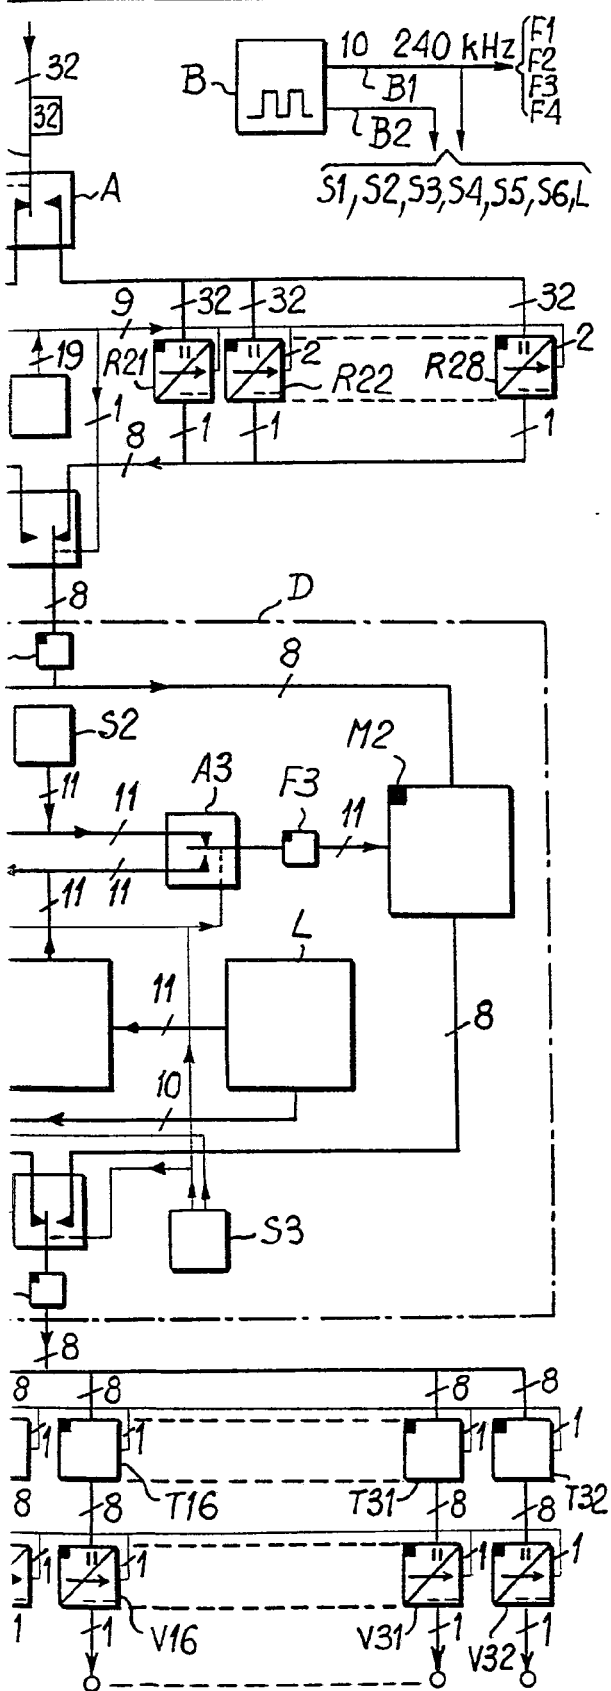 32
10 240 kHz
F1
F2
F3
F4
B
B1
B2
32
A
S1, S2, S3, S4, S5, S6, L
9
32
32
32
19
R21
2
R22
R28
2
1
8
1
1
1
8
D
8
S2
M2
11
11
A3
F3
11
11
11
L
11
8
10
S3
8
8
8
8
8
1
1
1
1
T16
T31
T32
8
8
8
8
1
1
1
1
1
1
V16
V31
1
V32
1